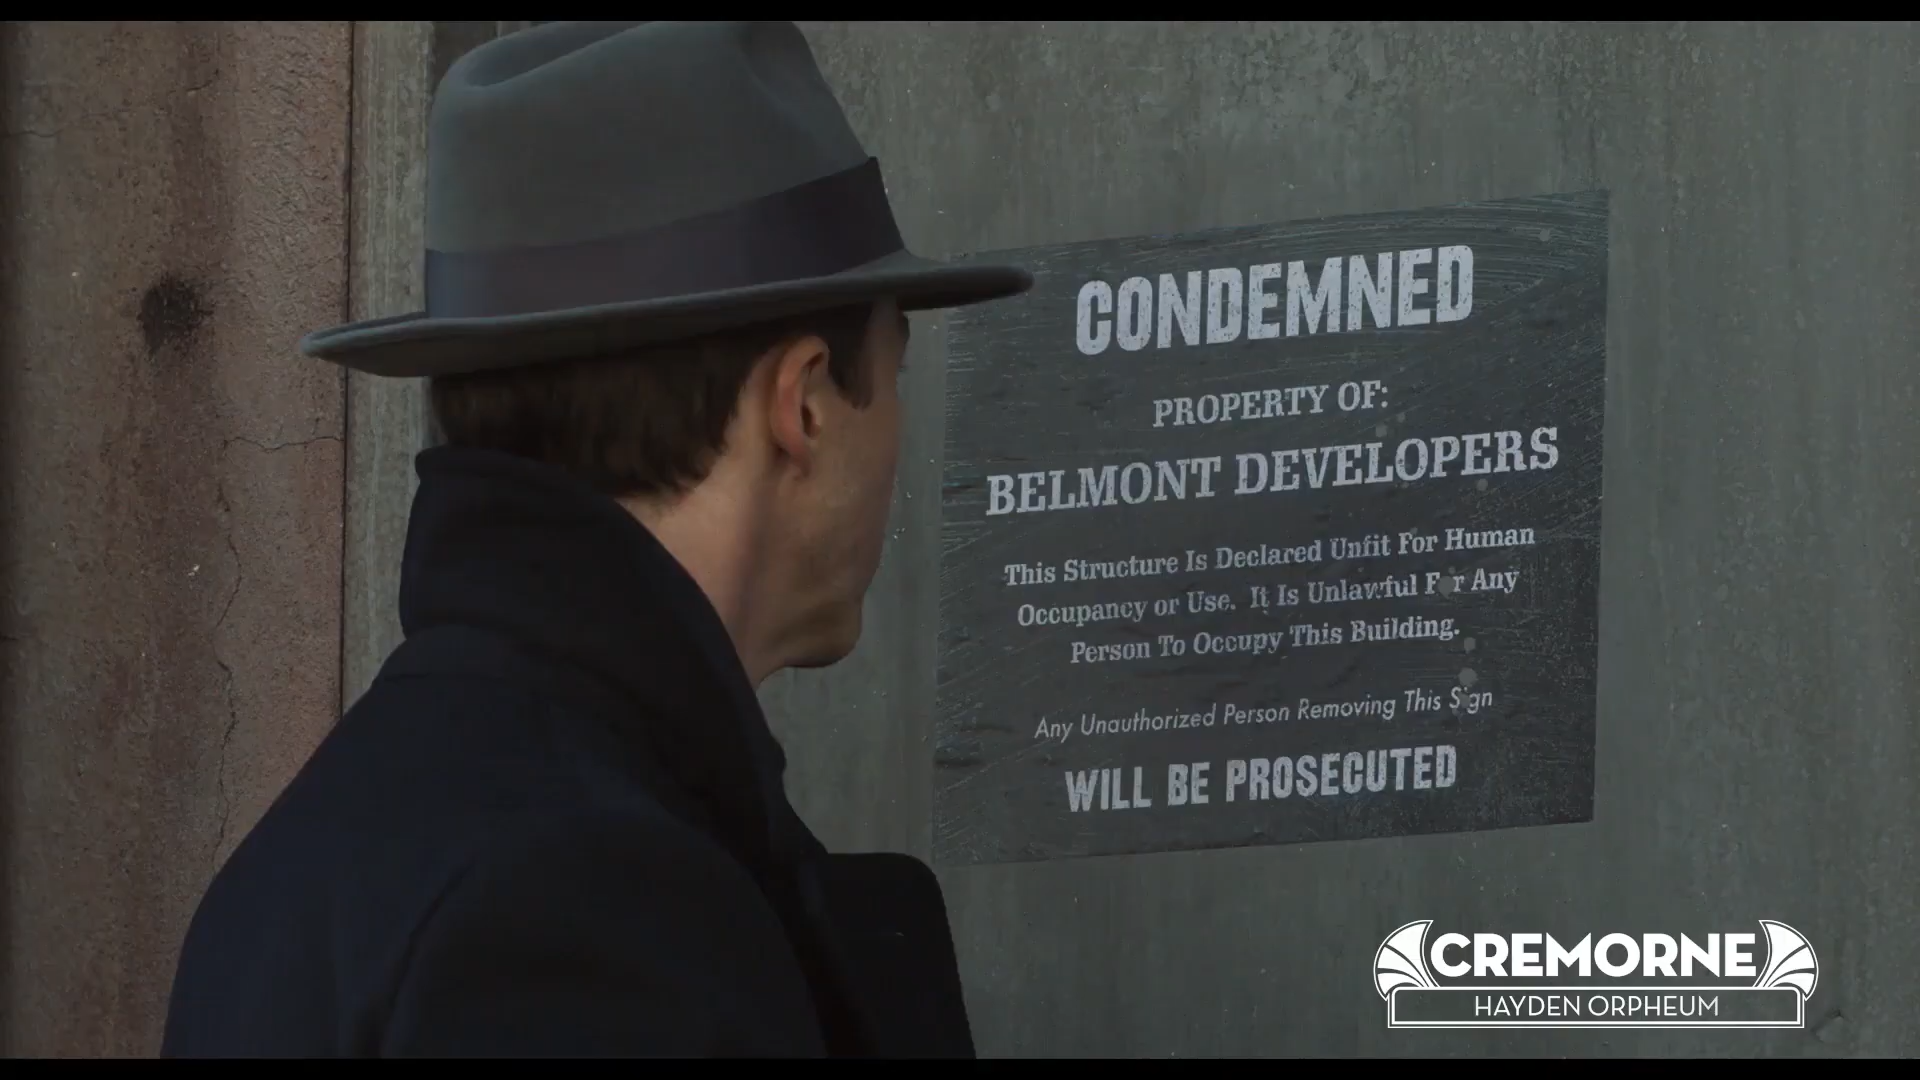 CONDEMNED
PROPERTY OF:
BELMONT DEVELOPERS
This Structure Is Declared Unfit For Human
Occupancy or Use. It Is Unlawful For Any
Person To Occupy This Building.
Any Unauthorized Person Removing This Sign
WILL BE PROSECUTED
CREMORNE
HAYDEN ORPHEUM